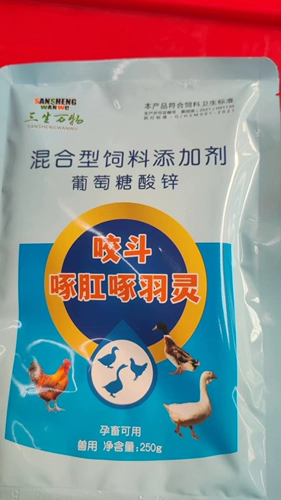 SANSHENG
WANWU
三生万物
SANSHENGWANWU
本产品符合饲料卫生标准
混合型饲料添加剂
葡萄糖酸锌
咬斗
啄肛啄羽灵
孕畜可用
兽用 净含量:250g